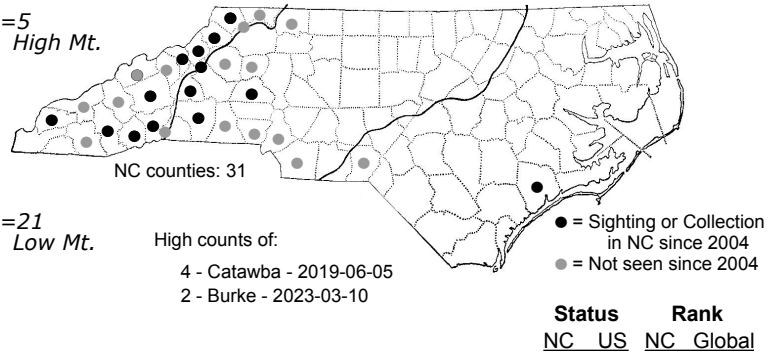 =5
High Mt.
NC counties: 31
=21
Low Mt.
High counts of:
4 - Catawba - 2019-06-05
2 - Burke - 2023-03-10
= Sighting or Collection
in NC since 2004
= Not seen since 2004
Status Rank
NC US NC Global